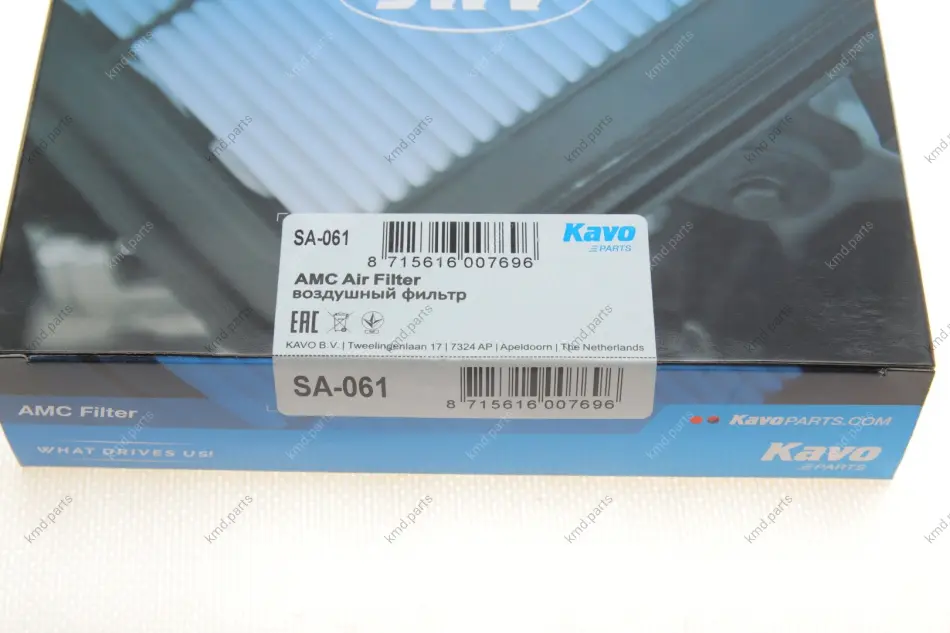 SA-061
Kavo
PARTS
8 715616 007696
AMC Air Filter
воздушный фильтр
EAC
KAVO B.V. | Tweelingenlaan 17 | 7324 AP | Apeldoorn | The Netherlands
SA-061
8 715616 007696
AMC Filter
KavoPARTS.COM
WHAT DRIVES US!
Kavo
PARTS
kmd.parts